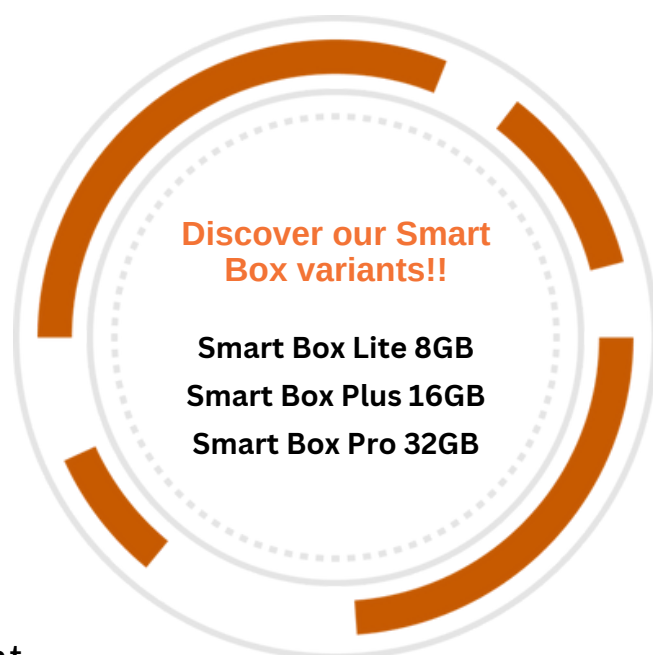 Discover our Smart
Box variants!!
Smart Box Lite 8GB
Smart Box Plus 16GB
Smart Box Pro 32GB